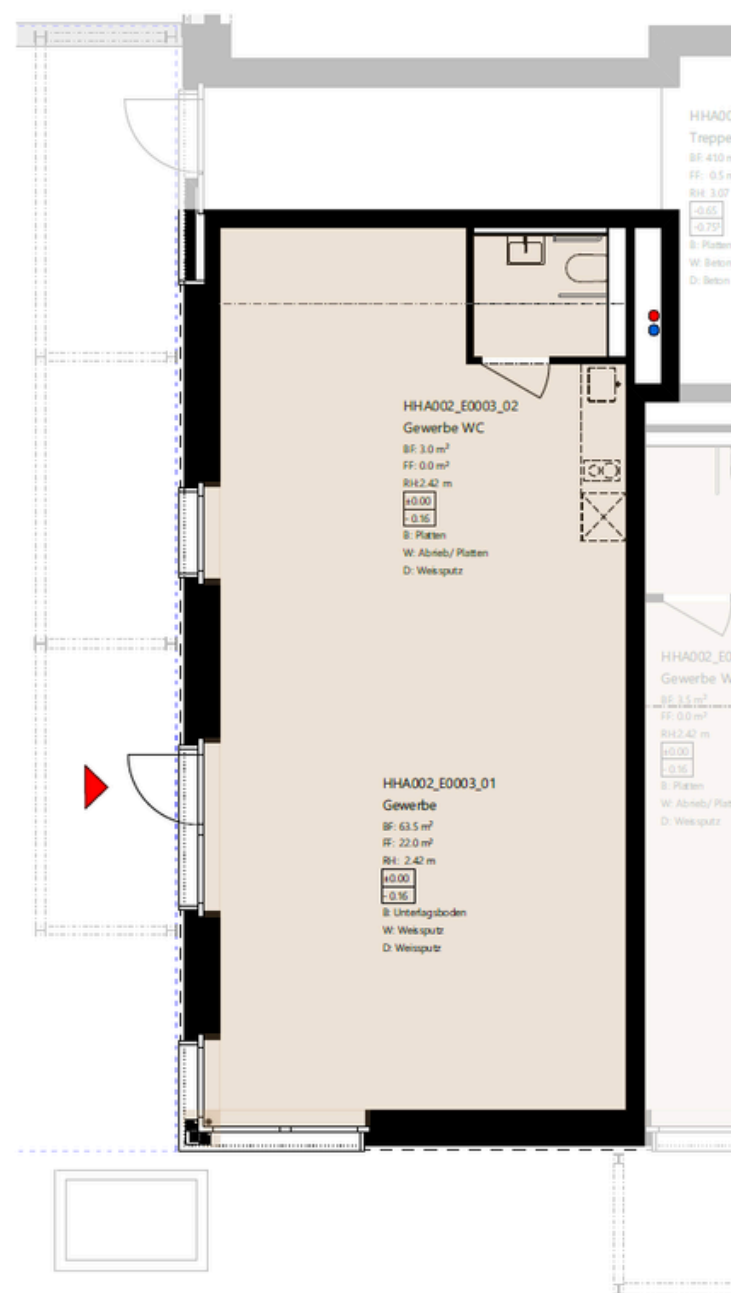 HHA00
Treppe
BF: 41.0 m
FF: 0.5 m
RH: 3.07
-0.65
-0.75⁵
B: Platten
W: Beton
D: Beton
HHA002_E0003_02
Gewerbe WC
BF: 3.0 m²
FF: 0.0 m²
RH:2.42 m
±0.00
- 0.16
B: Platten
W: Abrieb/ Platten
D: Weissputz
HHA002_E0
Gewerbe W
BF: 3.5 m²
FF: 0.0 m²
RH:2.42 m
±0.00
- 0.16
B: Platten
W: Abrieb/ Plat
D: Weissputz
HHA002_E0003_01
Gewerbe
BF: 63.5 m²
FF: 22.0 m²
RH: 2.42 m
±0.00
- 0.16
B: Unterlagsboden
W: Weissputz
D: Weissputz